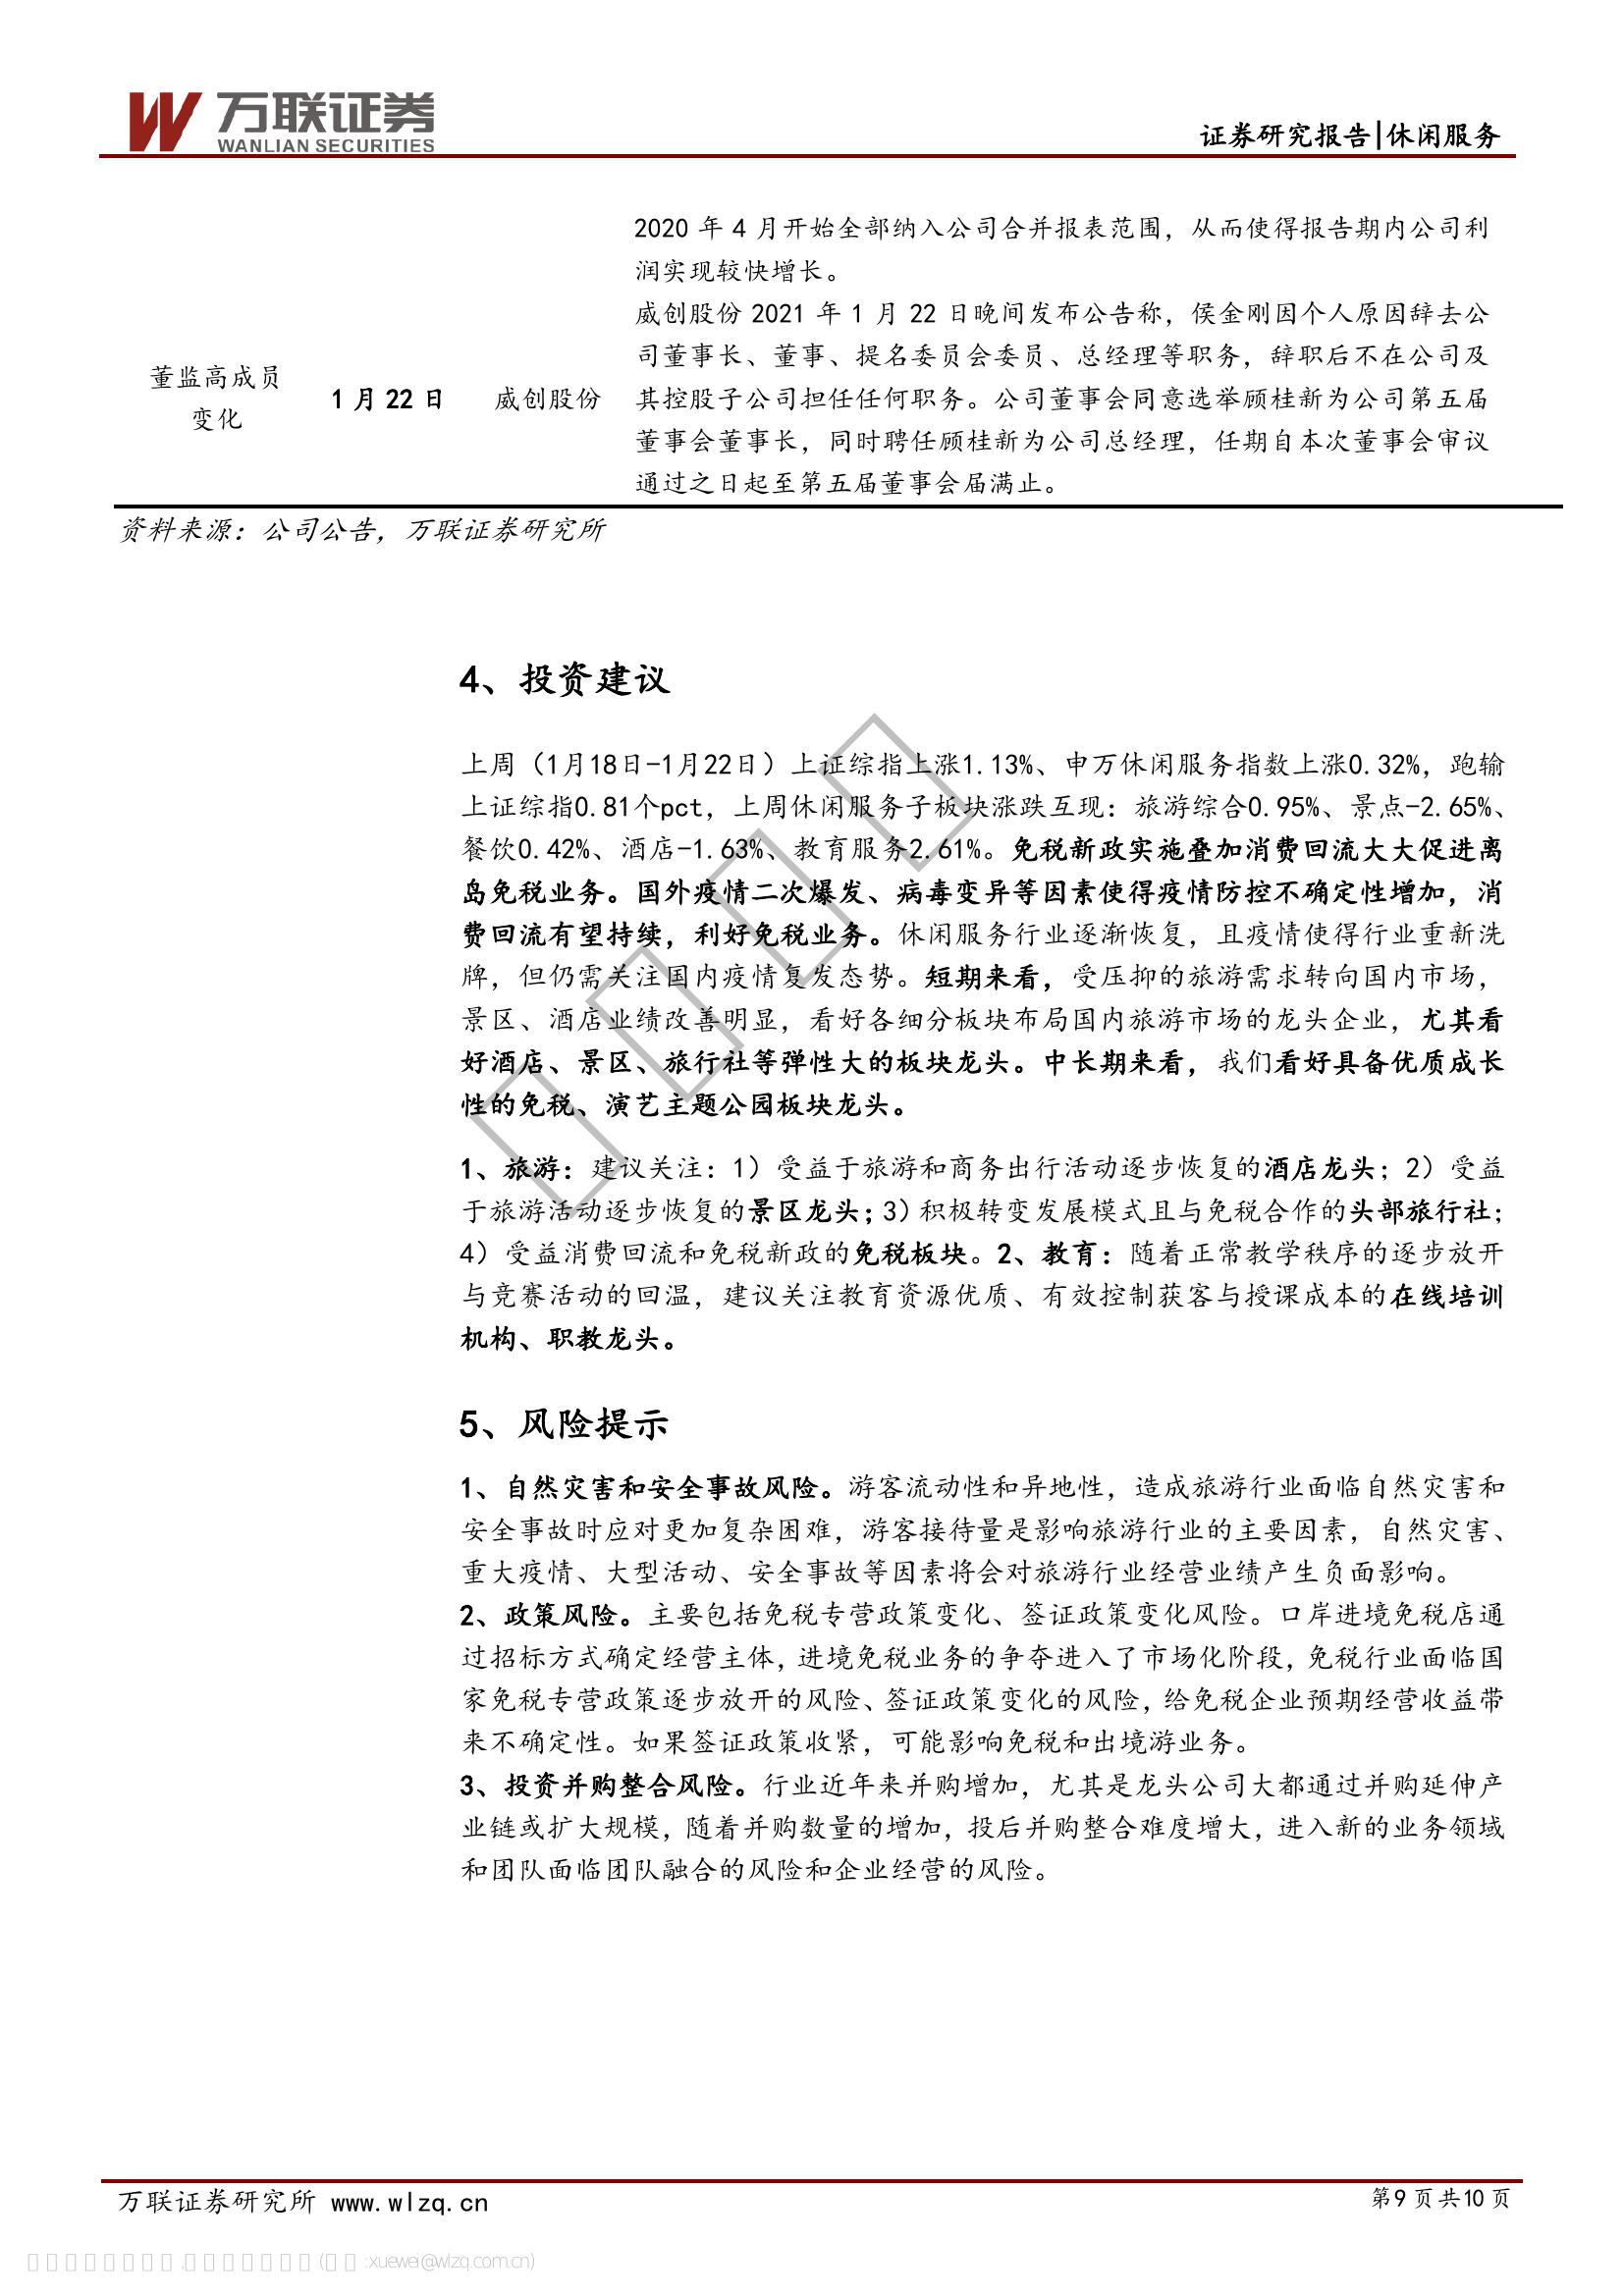 万联证券
WANLIAN SECURITIES
证券研究报告|休闲服务
2020 年 4 月开始全部纳入公司合并报表范围，从而使得报告期内公司利
润实现较快增长。
董监高成员
变化
1 月 22 日
威创股份
威创股份 2021 年 1 月 22 日晚间发布公告称，侯金刚因个人原因辞去公
司董事长、董事、提名委员会委员、总经理等职务，辞职后不在公司及
其控股子公司担任任何职务。公司董事会同意选举顾桂新为公司第五届
董事会董事长，同时聘任顾桂新为公司总经理，任期自本次董事会审议
通过之日起至第五届董事会届满止。
资料来源：公司公告，万联证券研究所
4、投资建议
上周（1月18日-1月22日）上证综指上涨1.13%、申万休闲服务指数上涨0.32%，跑输
上证综指0.81个pct，上周休闲服务子板块涨跌互现：旅游综合0.95%、景点-2.65%、
餐饮0.42%、酒店-1.63%、教育服务2.61%。免税新政实施叠加消费回流大大促进离
岛免税业务。国外疫情二次爆发、病毒变异等因素使得疫情防控不确定性增加，消
费回流有望持续，利好免税业务。休闲服务行业逐渐恢复，且疫情使得行业重新洗
牌，但仍需关注国内疫情复发态势。短期来看，受压抑的旅游需求转向国内市场，
景区、酒店业绩改善明显，看好各细分板块布局国内旅游市场的龙头企业，尤其看
好酒店、景区、旅行社等弹性大的板块龙头。中长期来看，我们看好具备优质成长
性的免税、演艺主题公园板块龙头。
1、旅游：建议关注：1）受益于旅游和商务出行活动逐步恢复的酒店龙头；2）受益
于旅游活动逐步恢复的景区龙头；3）积极转变发展模式且与免税合作的头部旅行社；
4）受益消费回流和免税新政的免税板块。2、教育：随着正常教学秩序的逐步放开
与竞赛活动的回温，建议关注教育资源优质、有效控制获客与授课成本的在线培训
机构、职教龙头。
5、风险提示
1、自然灾害和安全事故风险。游客流动性和异地性，造成旅游行业面临自然灾害和
安全事故时应对更加复杂困难，游客接待量是影响旅游行业的主要因素，自然灾害、
重大疫情、大型活动、安全事故等因素将会对旅游行业经营业绩产生负面影响。
2、政策风险。主要包括免税专营政策变化、签证政策变化风险。口岸进境免税店通
过招标方式确定经营主体，进境免税业务的争夺进入了市场化阶段，免税行业面临国
家免税专营政策逐步放开的风险、签证政策变化的风险，给免税企业预期经营收益带
来不确定性。如果签证政策收紧，可能影响免税和出境游业务。
3、投资并购整合风险。行业近年来并购增加，尤其是龙头公司大都通过并购延伸产
业链或扩大规模，随着并购数量的增加，投后并购整合难度增大，进入新的业务领域
和团队面临团队融合的风险和企业经营的风险。
万联证券研究所 www.wlzq.cn
第9页共10页
xuewei@wlzq.com.cn)